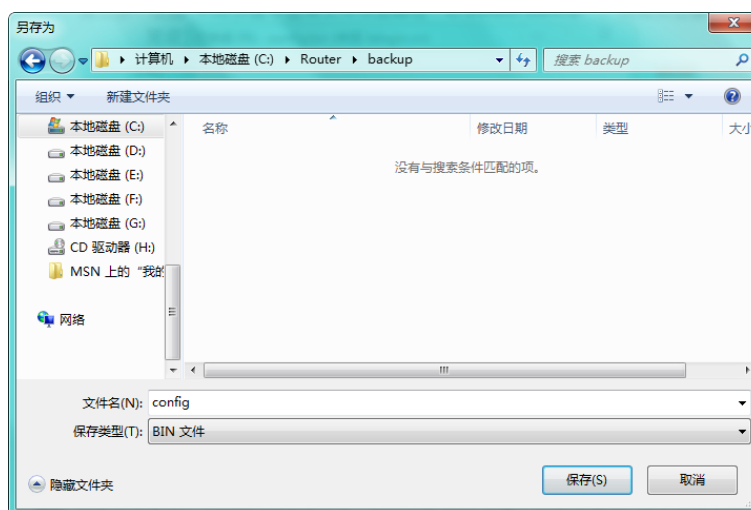 另存为
计算机 本地磁盘 (C:) Router backup
搜索 backup
组织 新建文件夹
本地磁盘 (C:)
本地磁盘 (D:)
本地磁盘 (E:)
本地磁盘 (F:)
本地磁盘 (G:)
CD 驱动器 (H:)
MSN 上的“我的
网络
名称 修改日期 类型 大小
没有与搜索条件匹配的项。
文件名(N): config
保存类型(T): BIN 文件
隐藏文件夹
保存(S) 取消